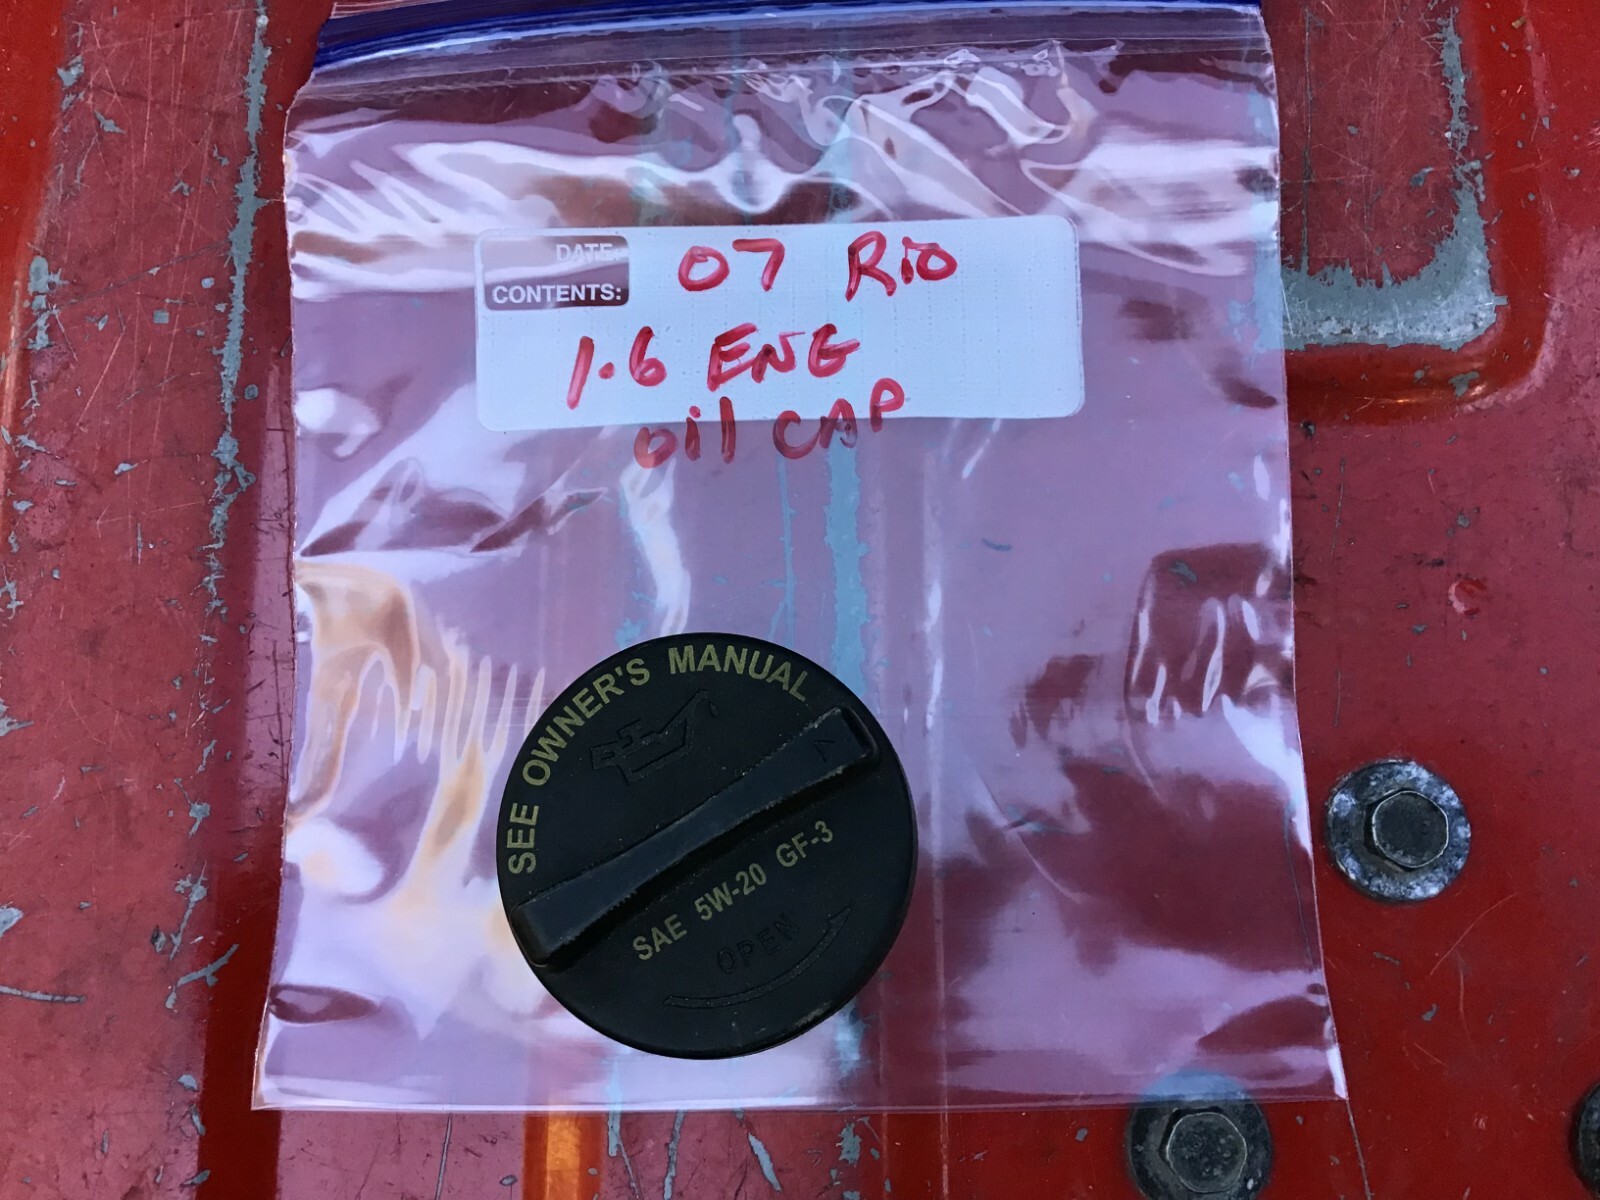 DATE:
CONTENTS:
07 Rio
1.6 ENG
oil CAP
SEE OWNER'S MANUAL
SAE 5W-20 GF-3
OPEN